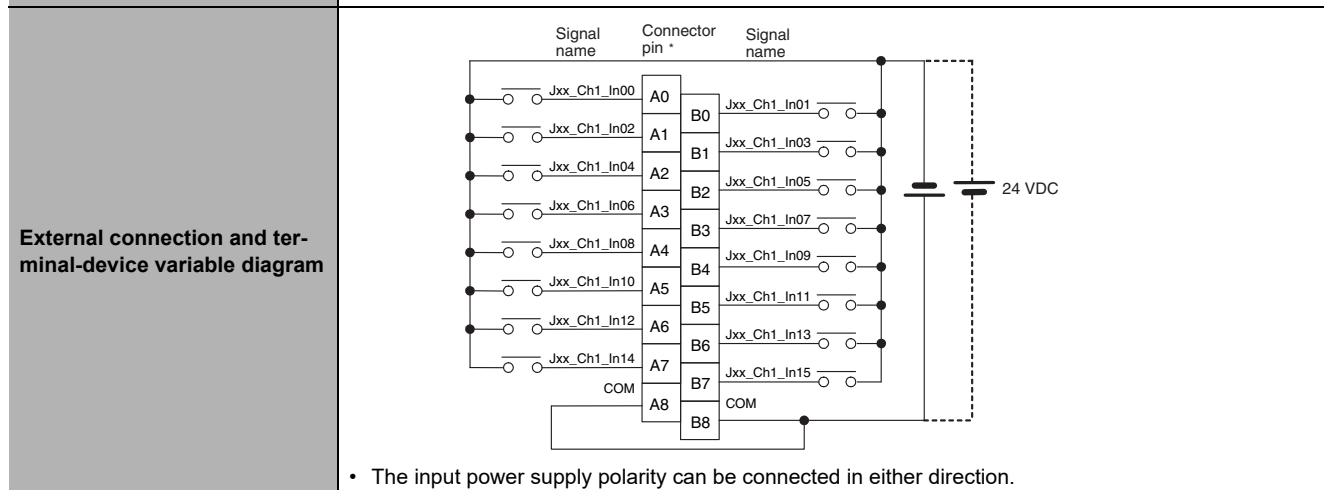 External connection and ter-
minal-device variable diagram
Signal
name
Connector
pin *
Signal
name
Jxx_Ch1_In00
A0
B0
Jxx_Ch1_In01
Jxx_Ch1_In02
A1
B1
Jxx_Ch1_In03
Jxx_Ch1_In04
A2
B2
Jxx_Ch1_In05
Jxx_Ch1_In06
A3
B3
Jxx_Ch1_In07
Jxx_Ch1_In08
A4
B4
Jxx_Ch1_In09
Jxx_Ch1_In10
A5
B5
Jxx_Ch1_In11
Jxx_Ch1_In12
A6
B6
Jxx_Ch1_In13
Jxx_Ch1_In14
A7
B7
Jxx_Ch1_In15
COM
A8
B8
COM
24 VDC
• The input power supply polarity can be connected in either direction.